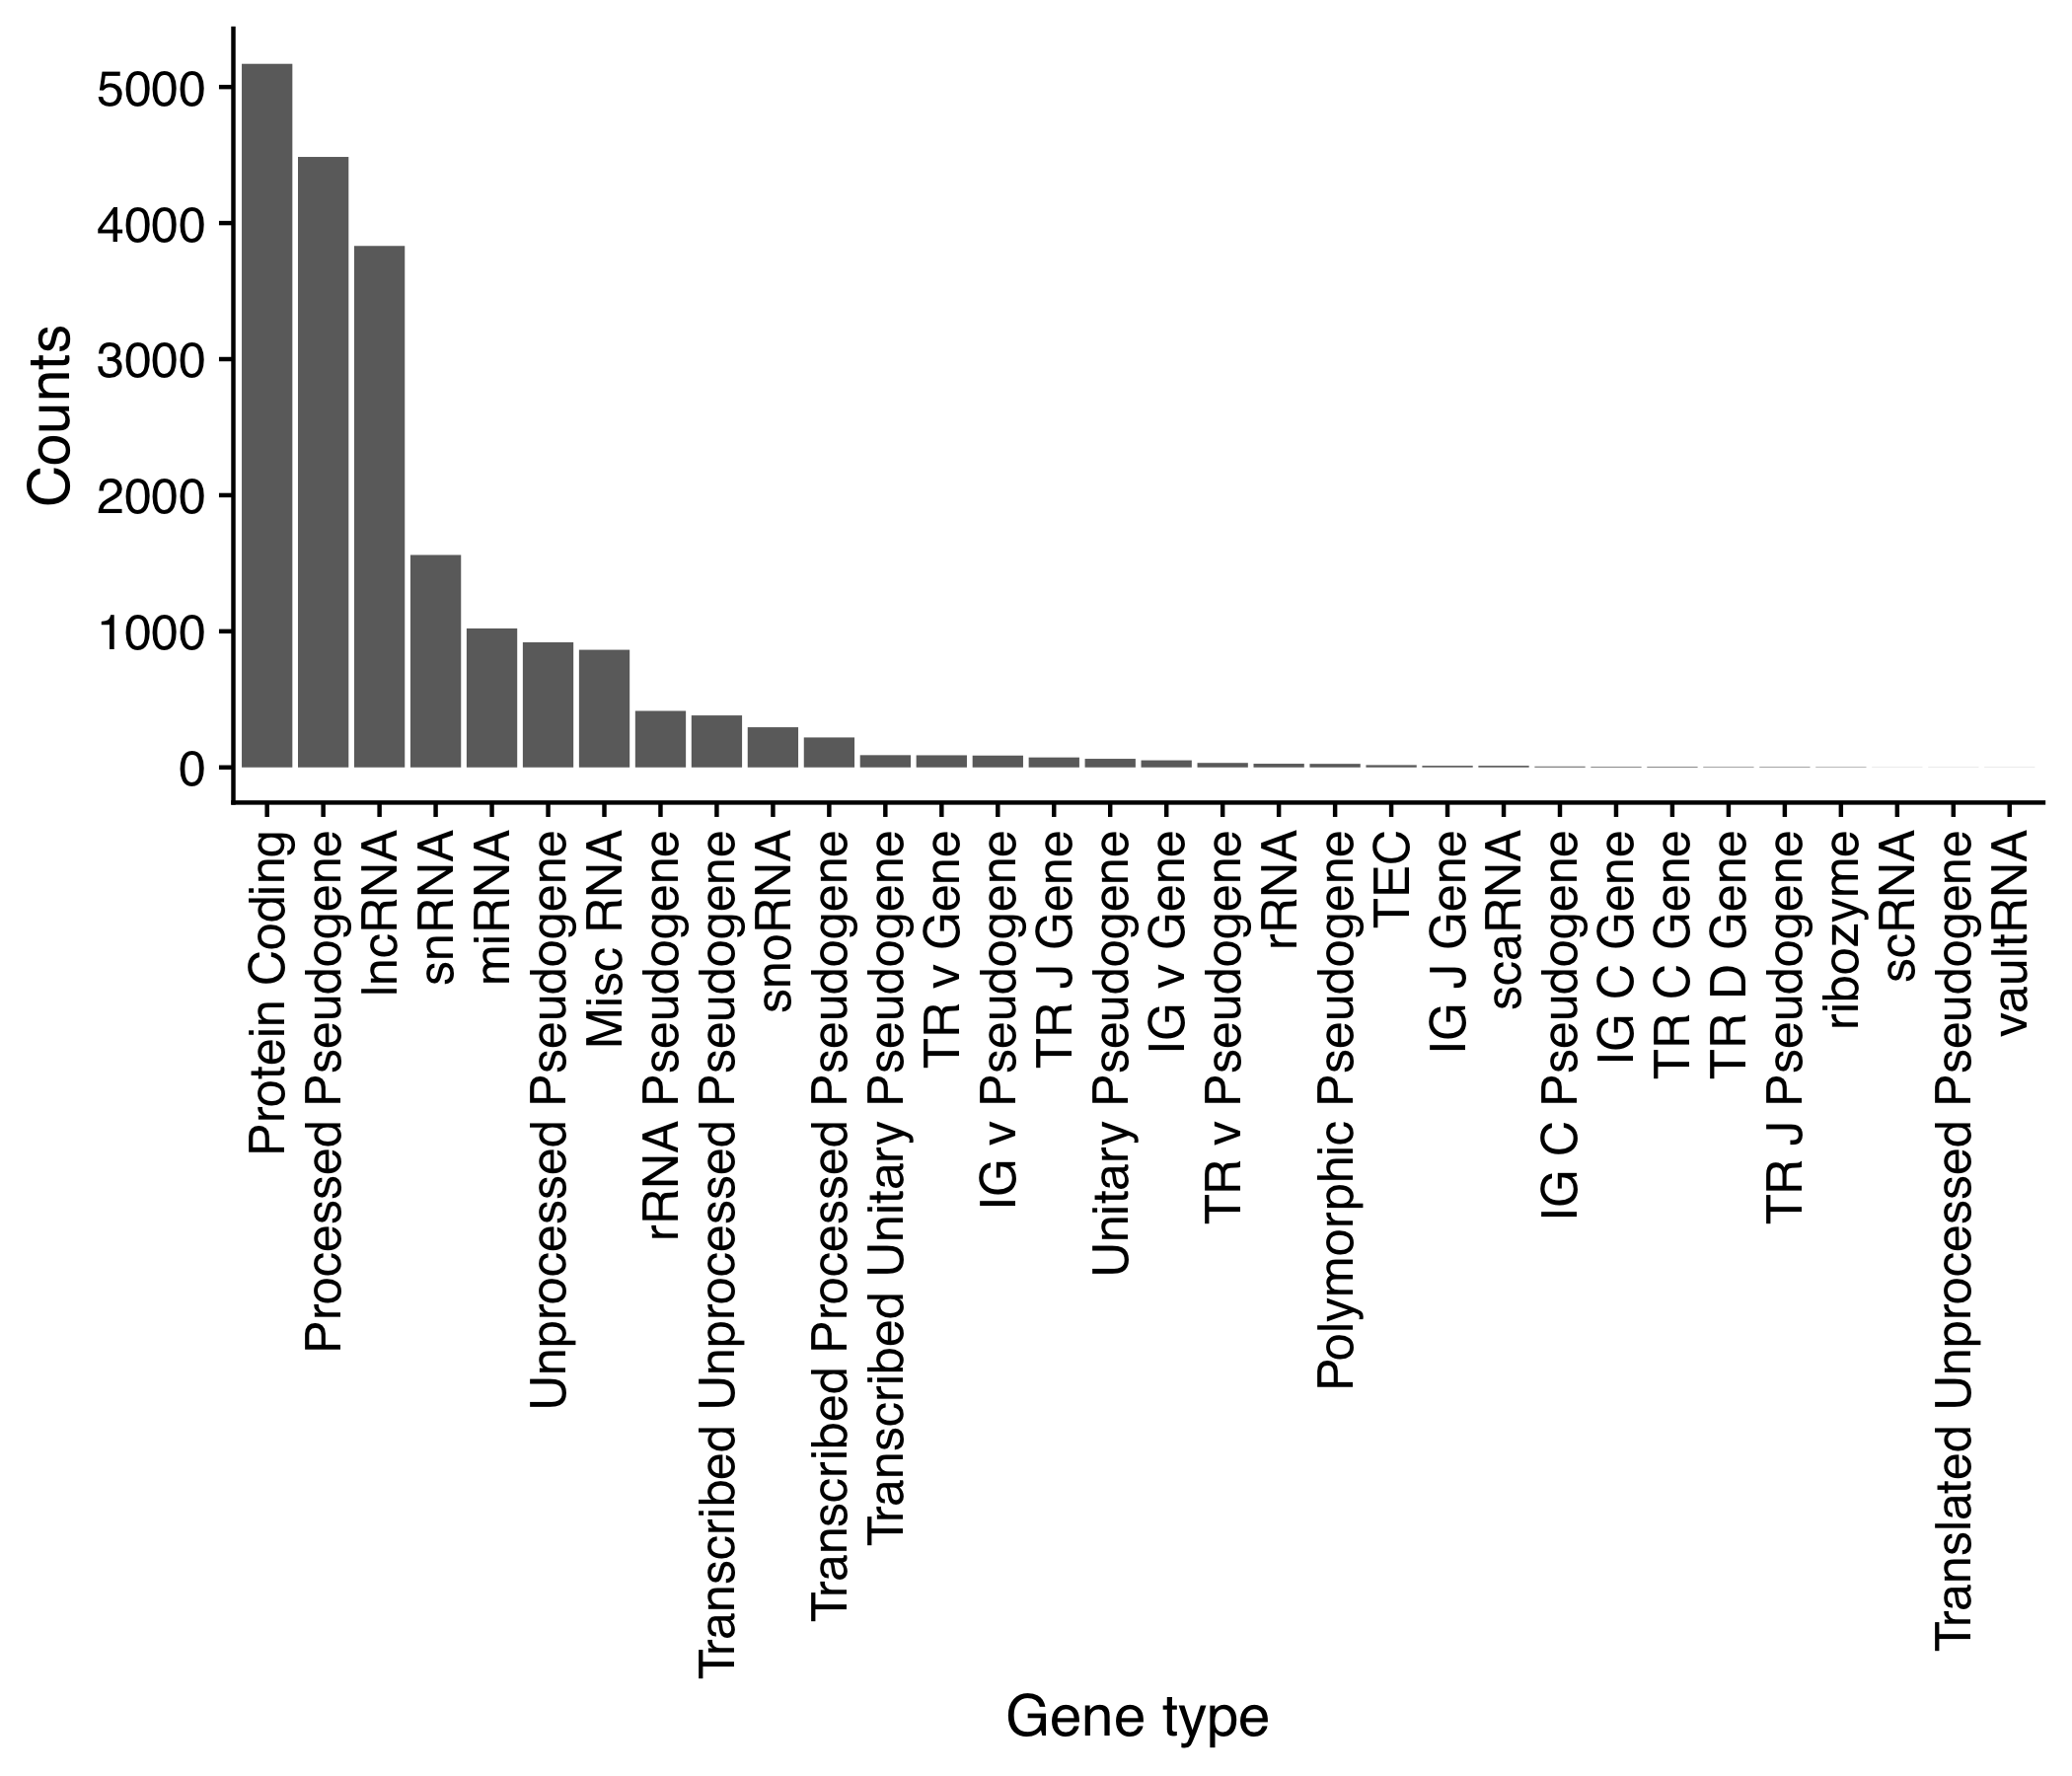 Counts
5000
4000
3000
2000
1000
0
Protein Coding
Processed Pseudogene
lncRNA
snRNA
miRNA
Unprocessed Pseudogene
Misc RNA
rRNA Pseudogene
Transcribed Unprocessed Pseudogene
snoRNA
Transcribed Processed Pseudogene
Transcribed Unitary Pseudogene
TR v Gene
IG v Pseudogene
TR J Gene
Unitary Pseudogene
IG v Gene
TR v Pseudogene
rRNA
Polymorphic Pseudogene
TEC
IG J Gene
scaRNA
IG C Pseudogene
IG C Gene
TR C Gene
TR D Gene
TR J Pseudogene
ribozyme
scRNA
Translated Unprocessed Pseudogene
vaultRNA
Gene type